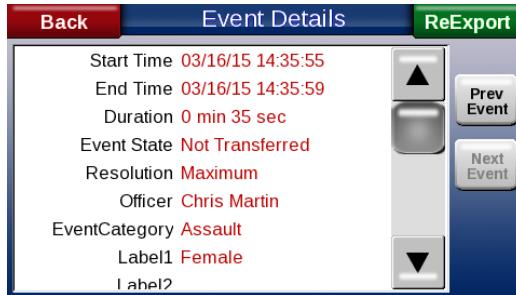 Back
Event Details
ReExport
Start Time 03/16/15 14:35:55
End Time 03/16/15 14:35:59
Duration 0 min 35 sec
Event State Not Transferred
Resolution Maximum
Officer Chris Martin
EventCategory Assault
Label1 Female
Label2
Prev
Event
Next
Event